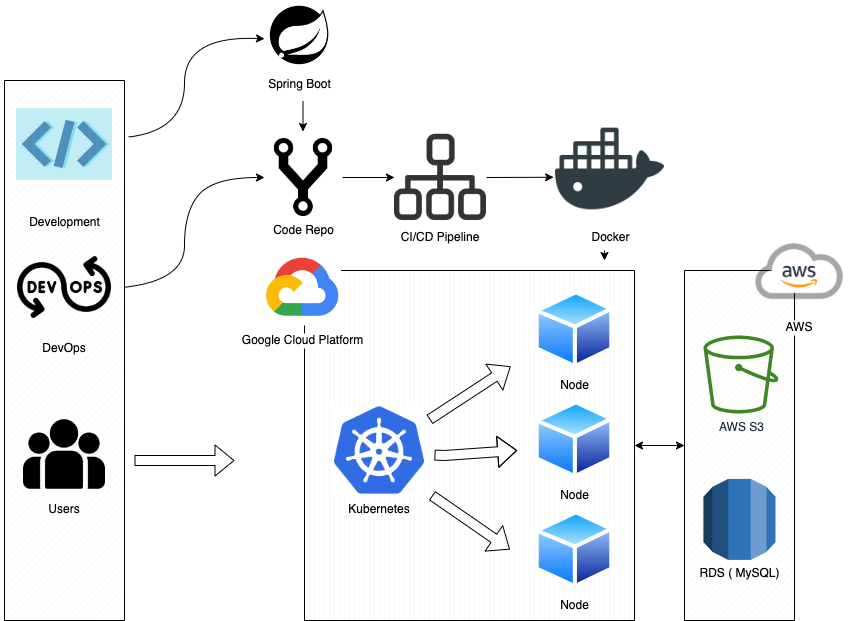 Spring Boot
Development
Code Repo
CI/CD Pipeline
Docker
DEV OPS
DevOps
Google Cloud Platform
aws
AWS
Node
AWS S3
Node
Users
Kubernetes
RDS ( MySQL)
Node